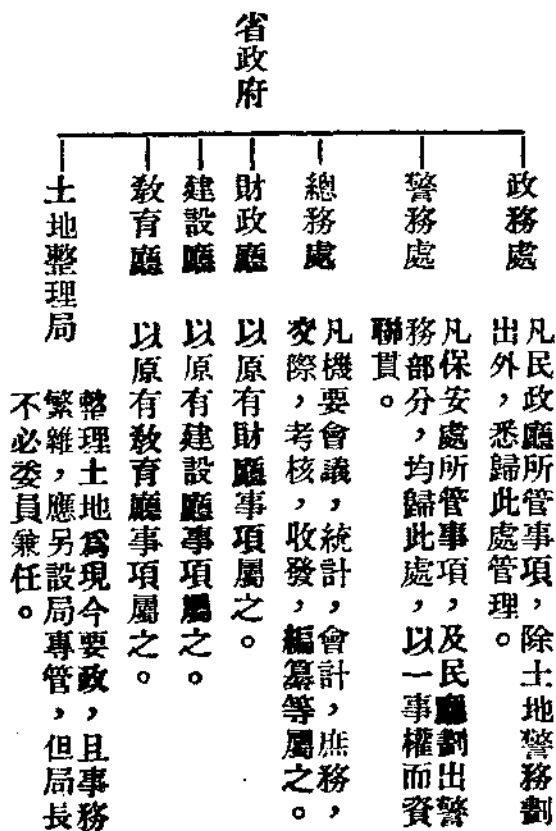 省政府
政務處
凡民政廳所管事項，除土地警務劃
出外，悉歸此處管理。
警務處
凡保安處所管事項，及民廳劃出警
務部分，均歸此處，以一事權而資
聯貫。
總務處
凡機要會議，統計，會計，庶務，
交際，考核，收發，編纂等屬之。
財政廳
以原有財廳事項屬之。
建設廳
以原有建設廳事項屬之。
教育廳
以原有教育廳事項屬之。
土地整理局
整理土地爲現今要政，且事務
繁雜，應另設局專管，但局長
不必委員兼任。